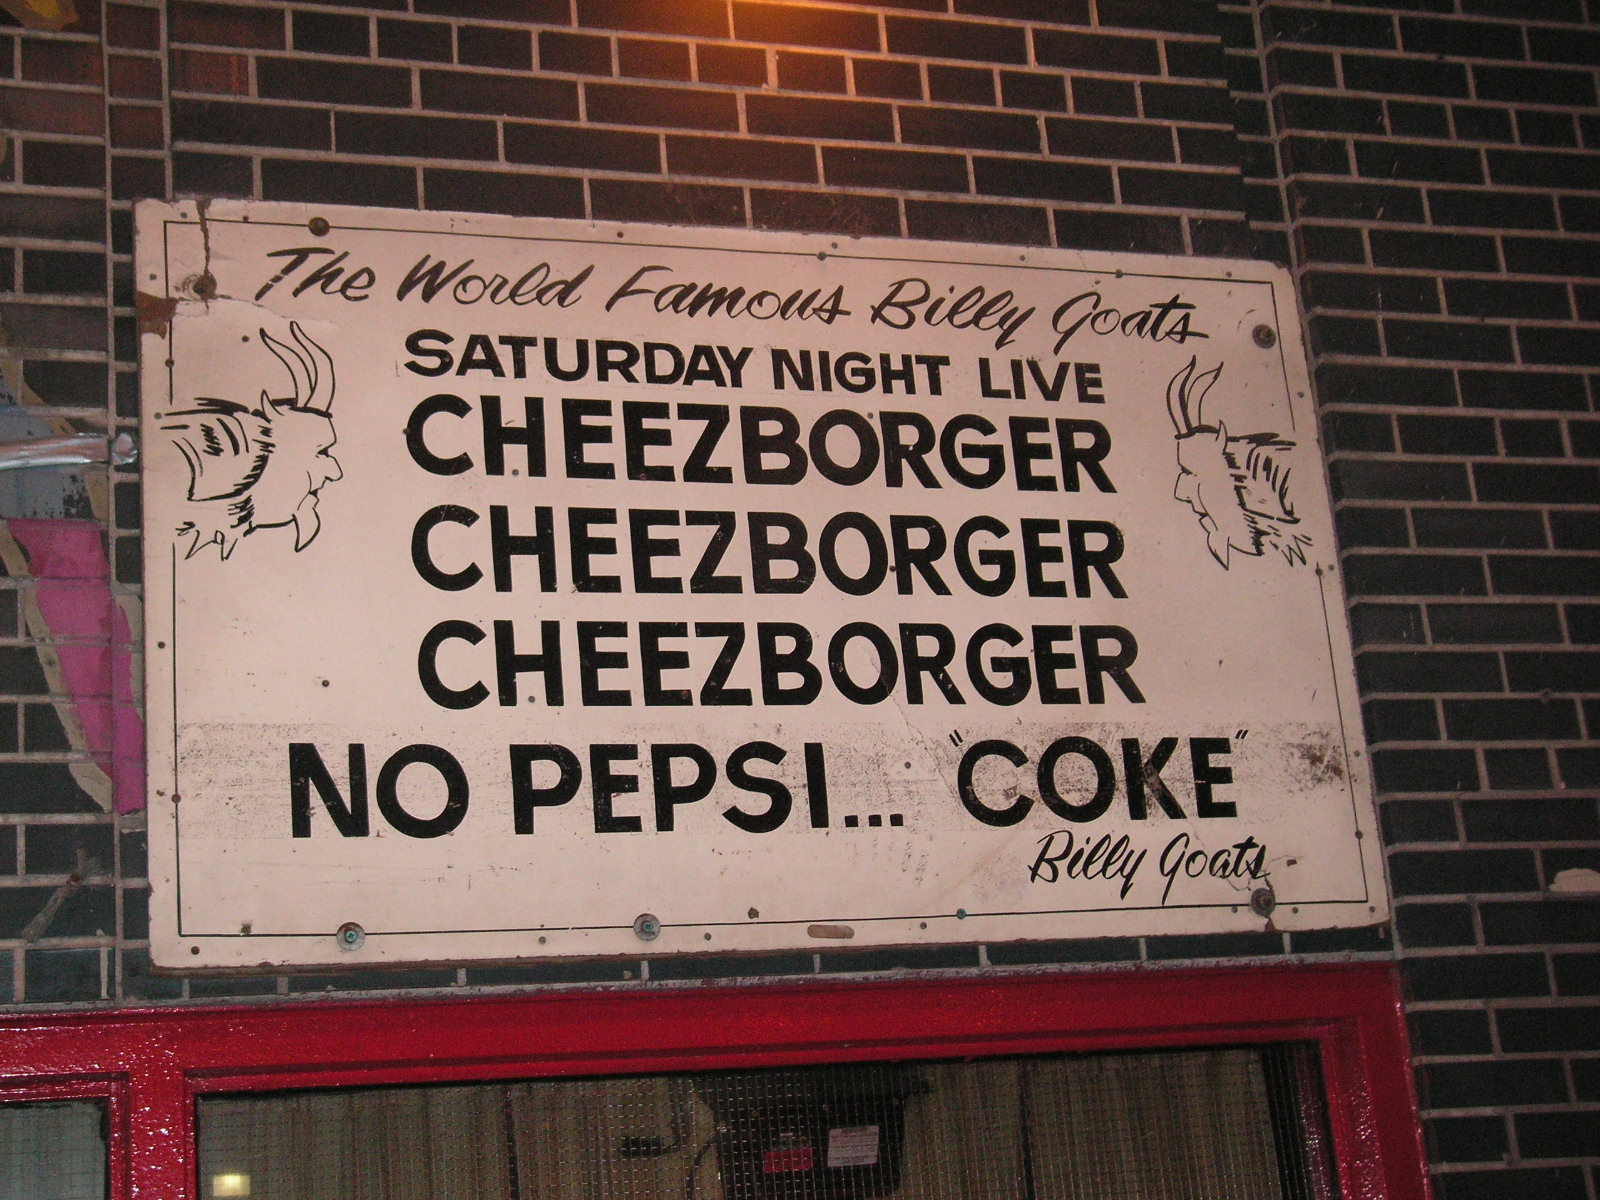 The World Famous Billy Goats
SATURDAY NIGHT LIVE
CHEEZBORGER
CHEEZBORGER
CHEEZBORGER
NO PEPSI... "COKE"
Billy Goats